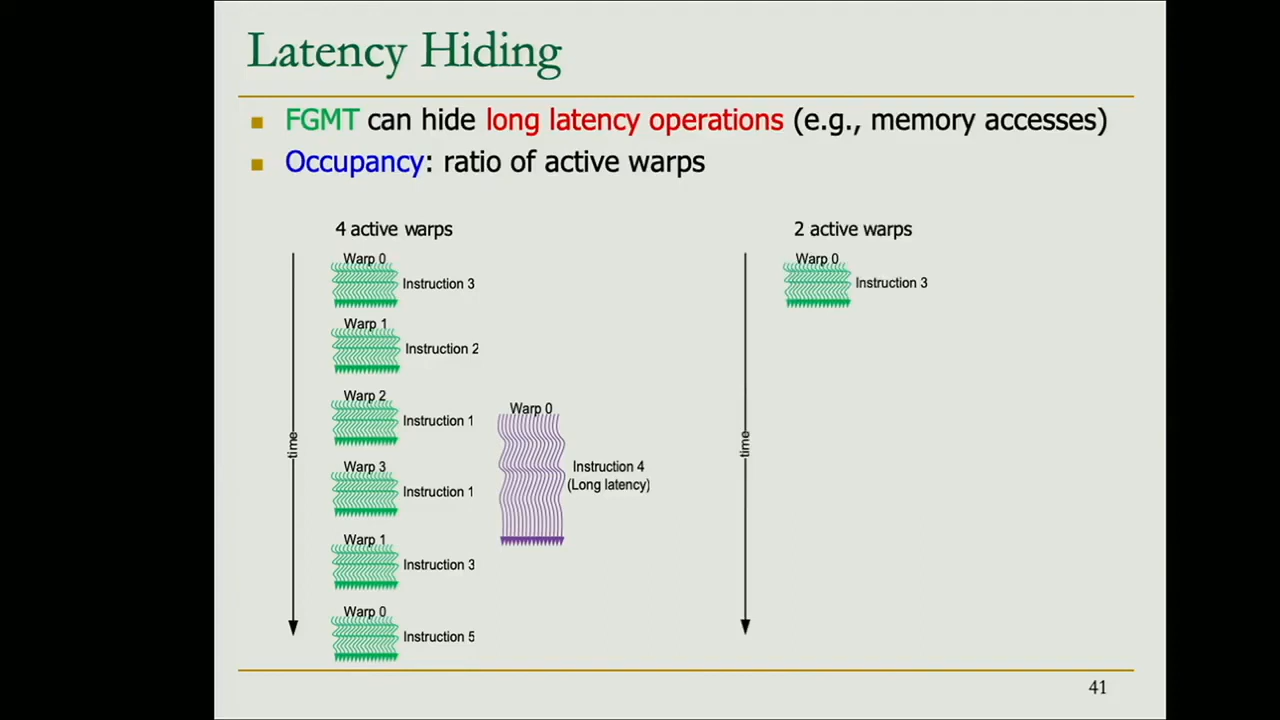 Latency Hiding
FGMT can hide long latency operations (e.g., memory accesses)
Occupancy: ratio of active warps
4 active warps
Warp 0
Instruction 3
Warp 1
Instruction 2
Warp 2
Instruction 1
Warp 3
Instruction 1
Warp 1
Instruction 3
Warp 0
Instruction 5
Warp 0
Instruction 4
(Long latency)
time
2 active warps
Warp 0
Instruction 3
time
41